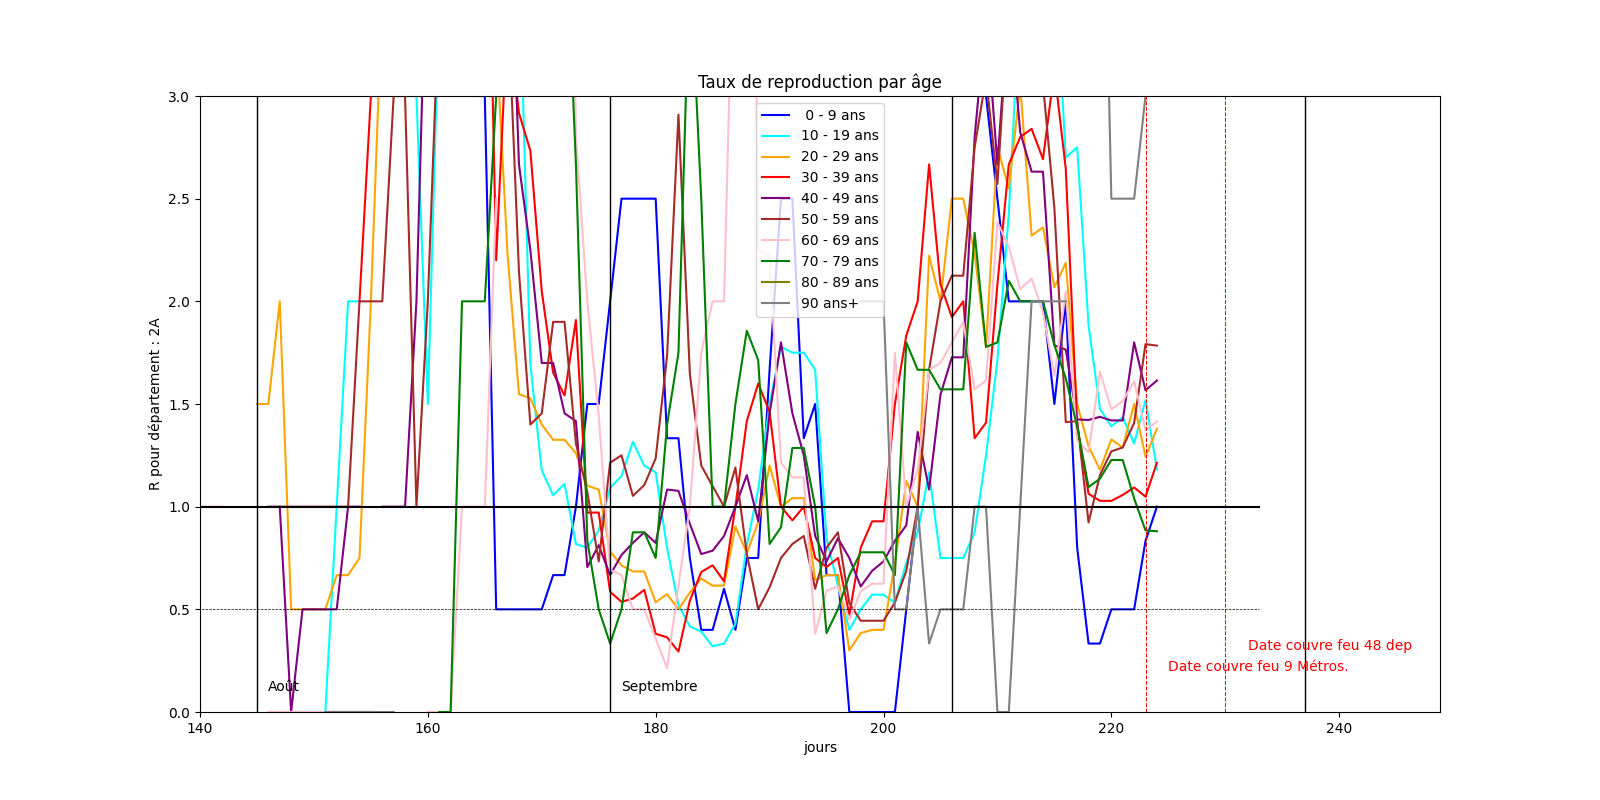 Taux de reproduction par âge
R pour département : 2A
3.0
2.5
2.0
1.5
1.0
0.5
0.0
0 - 9 ans
10 - 19 ans
20 - 29 ans
30 - 39 ans
40 - 49 ans
50 - 59 ans
60 - 69 ans
70 - 79 ans
80 - 89 ans
90 ans+
Date couvre feu 48 dep
Date couvre feu 9 Métros.
Août
Septembre
140
160
180
200
220
240
jours